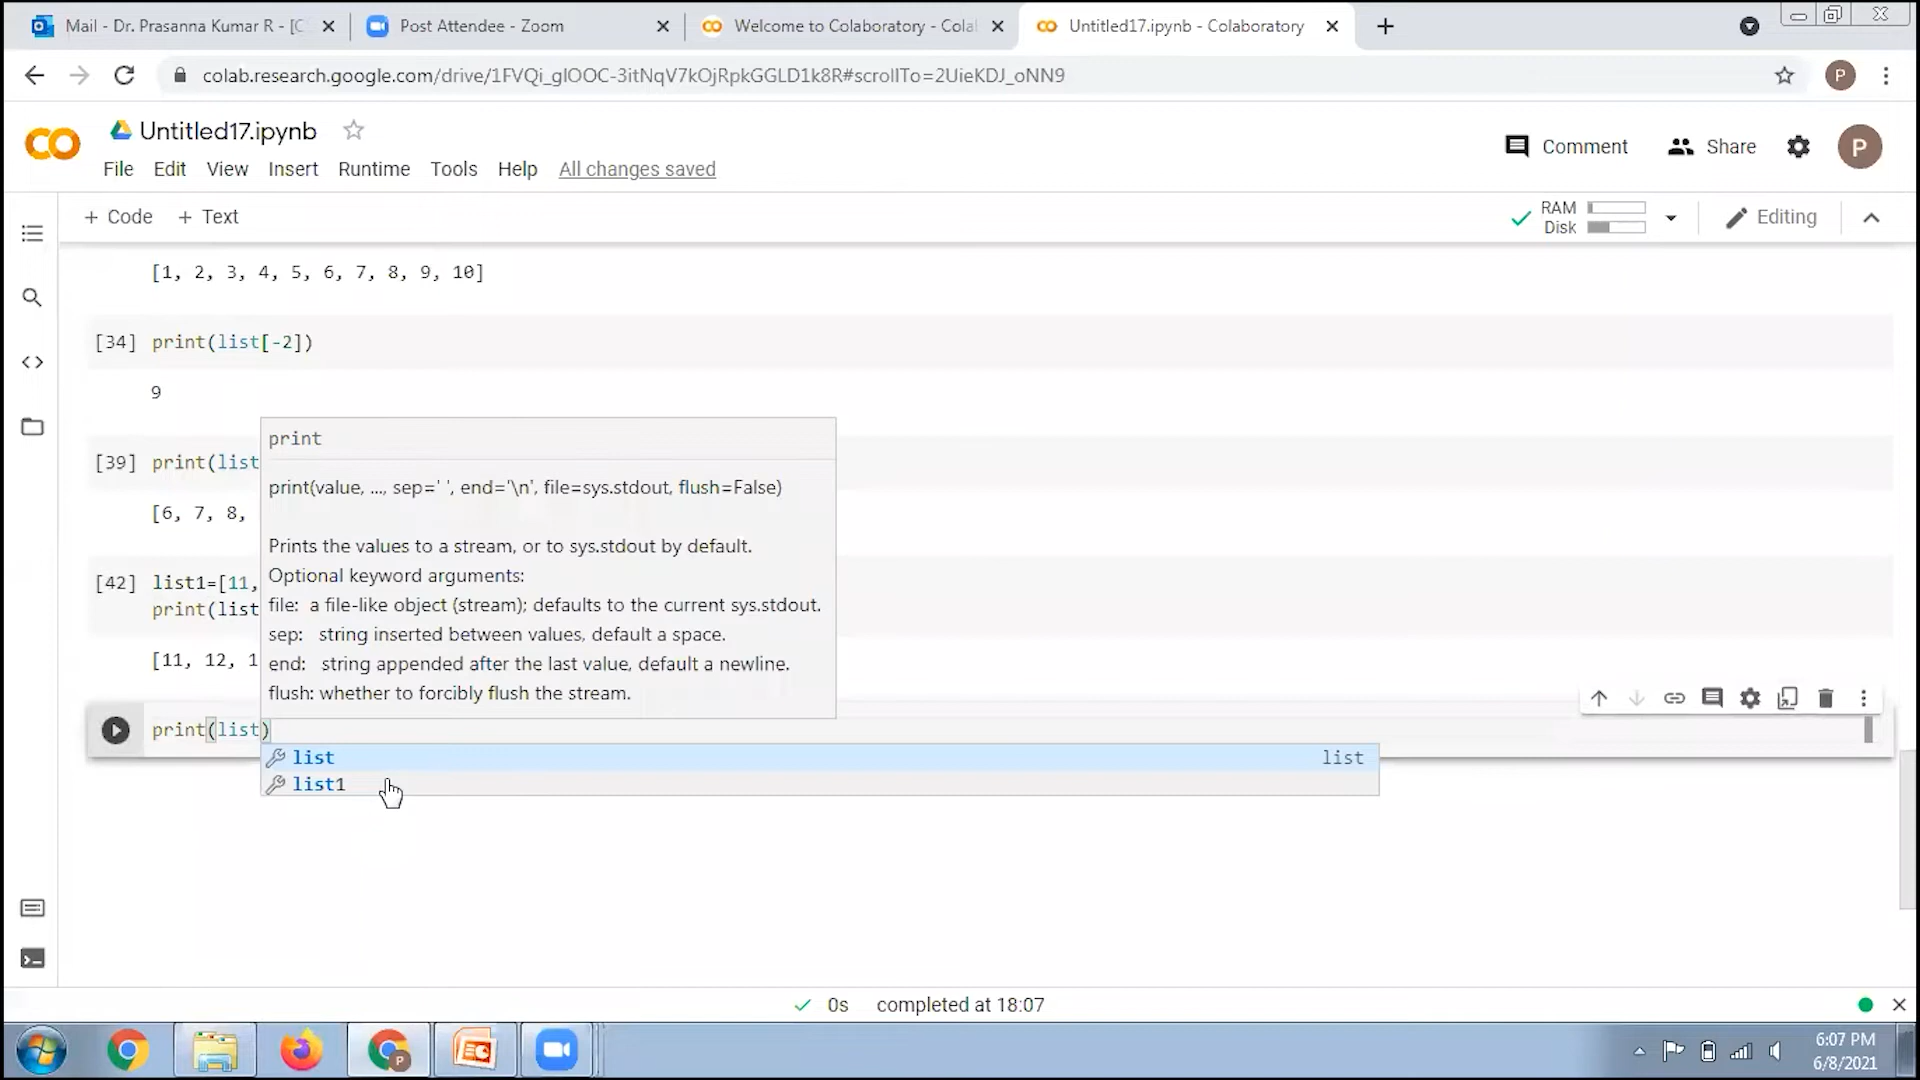 Mail - Dr. Prasanna Kumar R - [C
Post Attendee - Zoom
Welcome to Colaboratory - Cola
Untitled17.ipynb - Colaboratory
colab.research.google.com/drive/1FVQi_glOOC-3itNqV7kOjRpkGGLD1k8R#scrollTo=2UieKDJ_oNN9
P
CO
Untitled17.ipynb
Comment
Share
P
File Edit View Insert Runtime Tools Help All changes saved
+ Code + Text
RAM
Disk
Editing
[1, 2, 3, 4, 5, 6, 7, 8, 9, 10]
[34] print(list[-2])
9
print
[39] print(list
print(value, ..., sep=' ', end='\n', file=sys.stdout, flush=False)
[6, 7, 8,
Prints the values to a stream, or to sys.stdout by default.
Optional keyword arguments:
[42] list1=[11,
file: a file-like object (stream); defaults to the current sys.stdout.
print(list
sep: string inserted between values, default a space.
[11, 12, 1
end: string appended after the last value, default a newline.
flush: whether to forcibly flush the stream.
print(list)
list list
list1
0s completed at 18:07
P
6:07 PM
6/8/2021